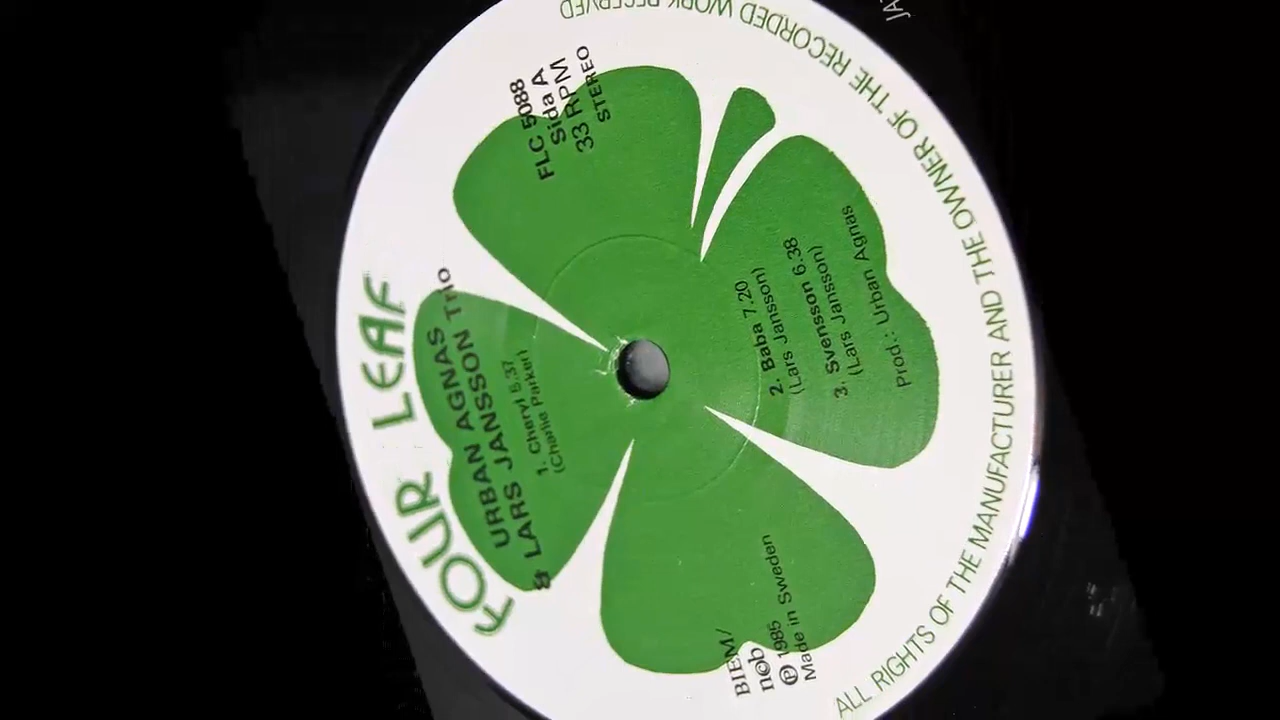 FOUR LEAF
URBAN AGNAS
& LARS JANSSON TRIO
1. Cheryl 5.37
(Charlie Parker)
FLC 5088
Sida A
33 RPM
STEREO
BIEM/
ncb
Ⓟ 1985
Made in Sweden
2. Baba 7.20
(Lars Jansson)
3. Svensson 6.38
(Lars Jansson)
Prod.: Urban Agnas
ALL RIGHTS OF THE MANUFACTURER AND THE OWNER OF THE RECORDED WORK RESERVED